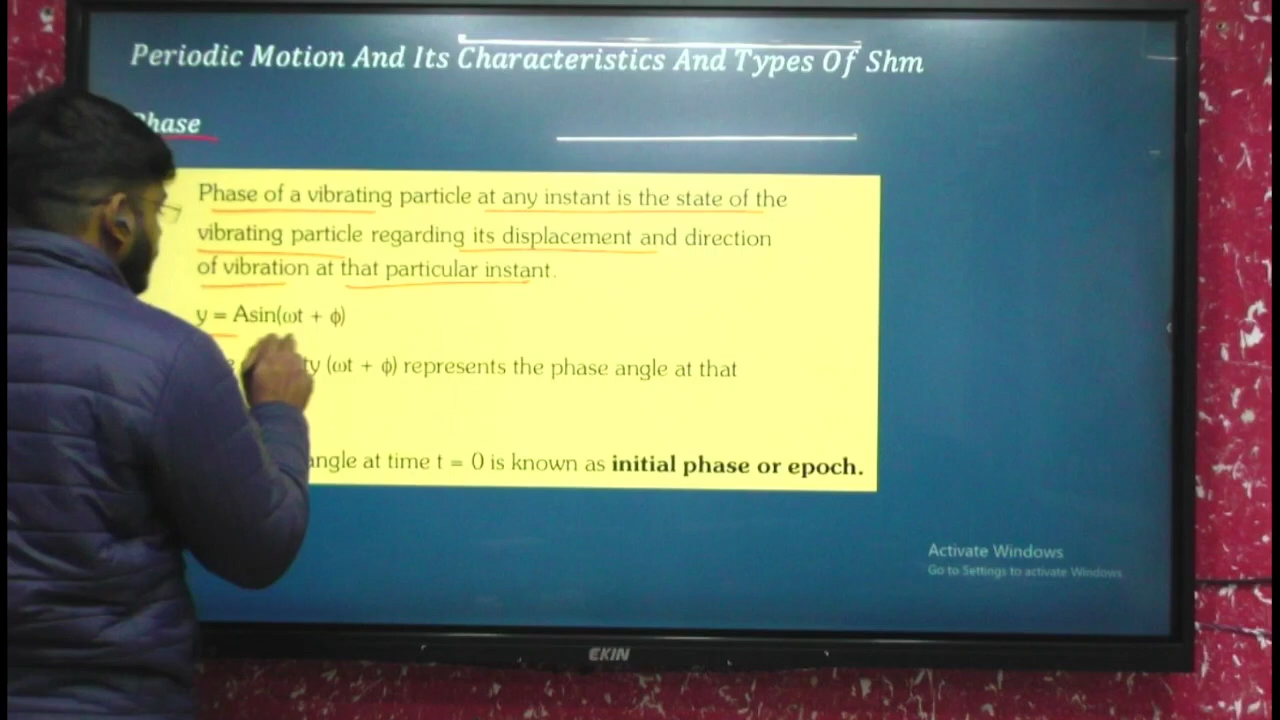 Periodic Motion And Its Characteristics And Types Of Shm
Phase
Phase of a vibrating particle at any instant is the state of the
vibrating particle regarding its displacement and direction
of vibration at that particular instant.
y = Asin(ωt + ϕ)
(ωt + ϕ) represents the phase angle at that
angle at time t = 0 is known as initial phase or epoch.
Activate Windows
Go to Settings to activate Windows.
EKIN